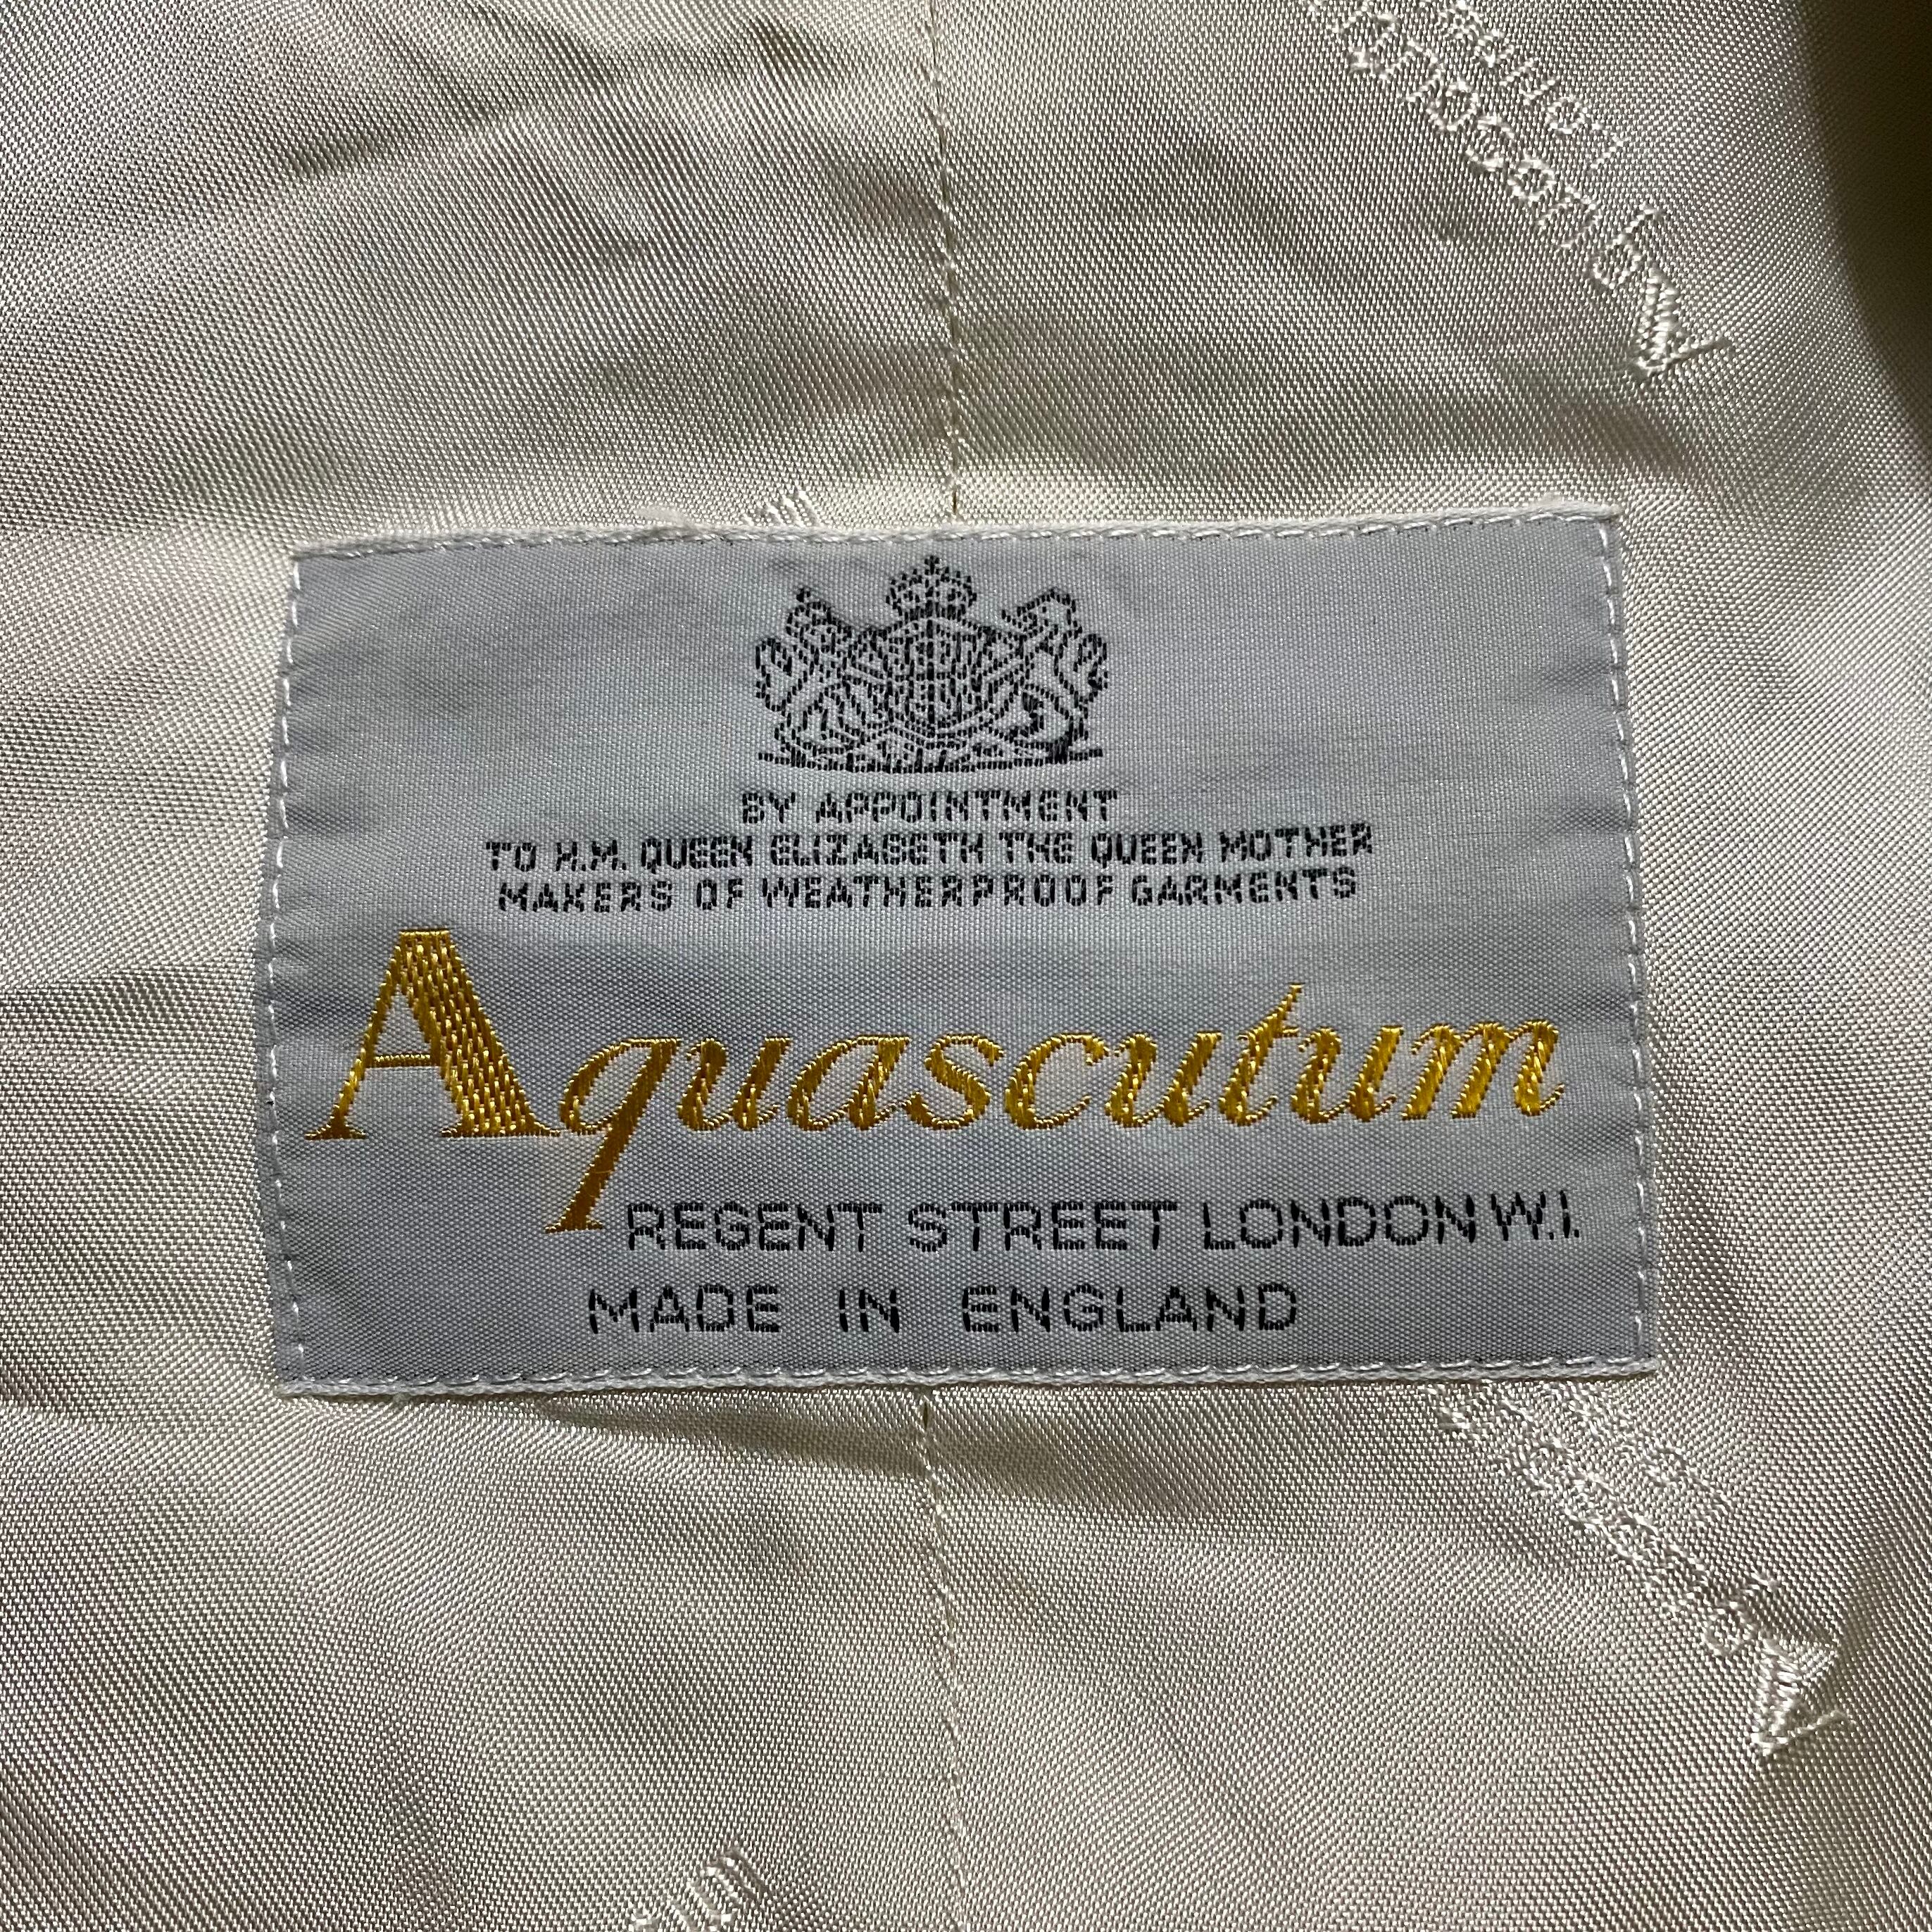 BY APPOINTMENT
TO H.M. QUEEN ELIZABETH THE QUEEN MOTHER
MAKERS OF WEATHERPROOF GARMENTS
Aquascutum
REGENT STREET LONDON W.I.
MADE IN ENGLAND